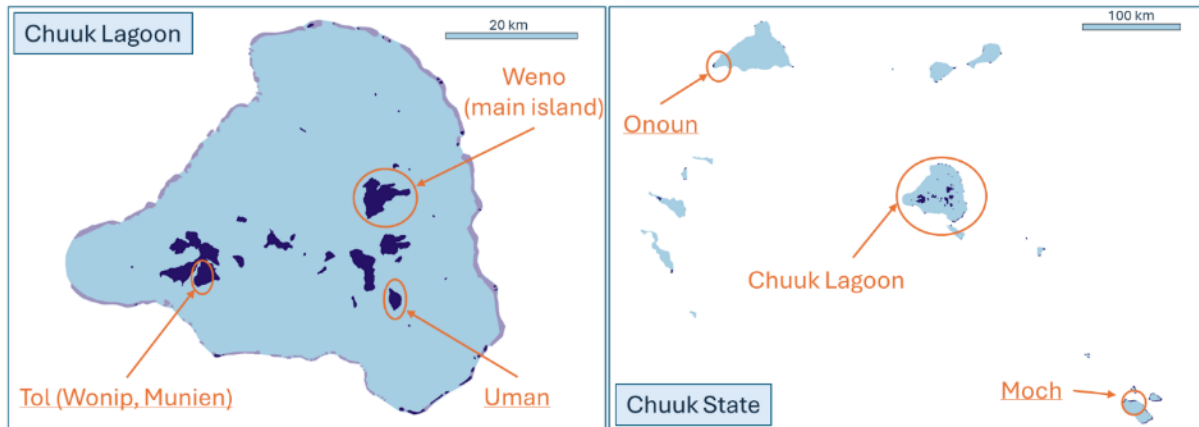 Chuuk Lagoon
20 km
Weno
(main island)
Tol (Wonip, Munien)
Uman
100 km
Onoun
Chuuk Lagoon
Moch
Chuuk State